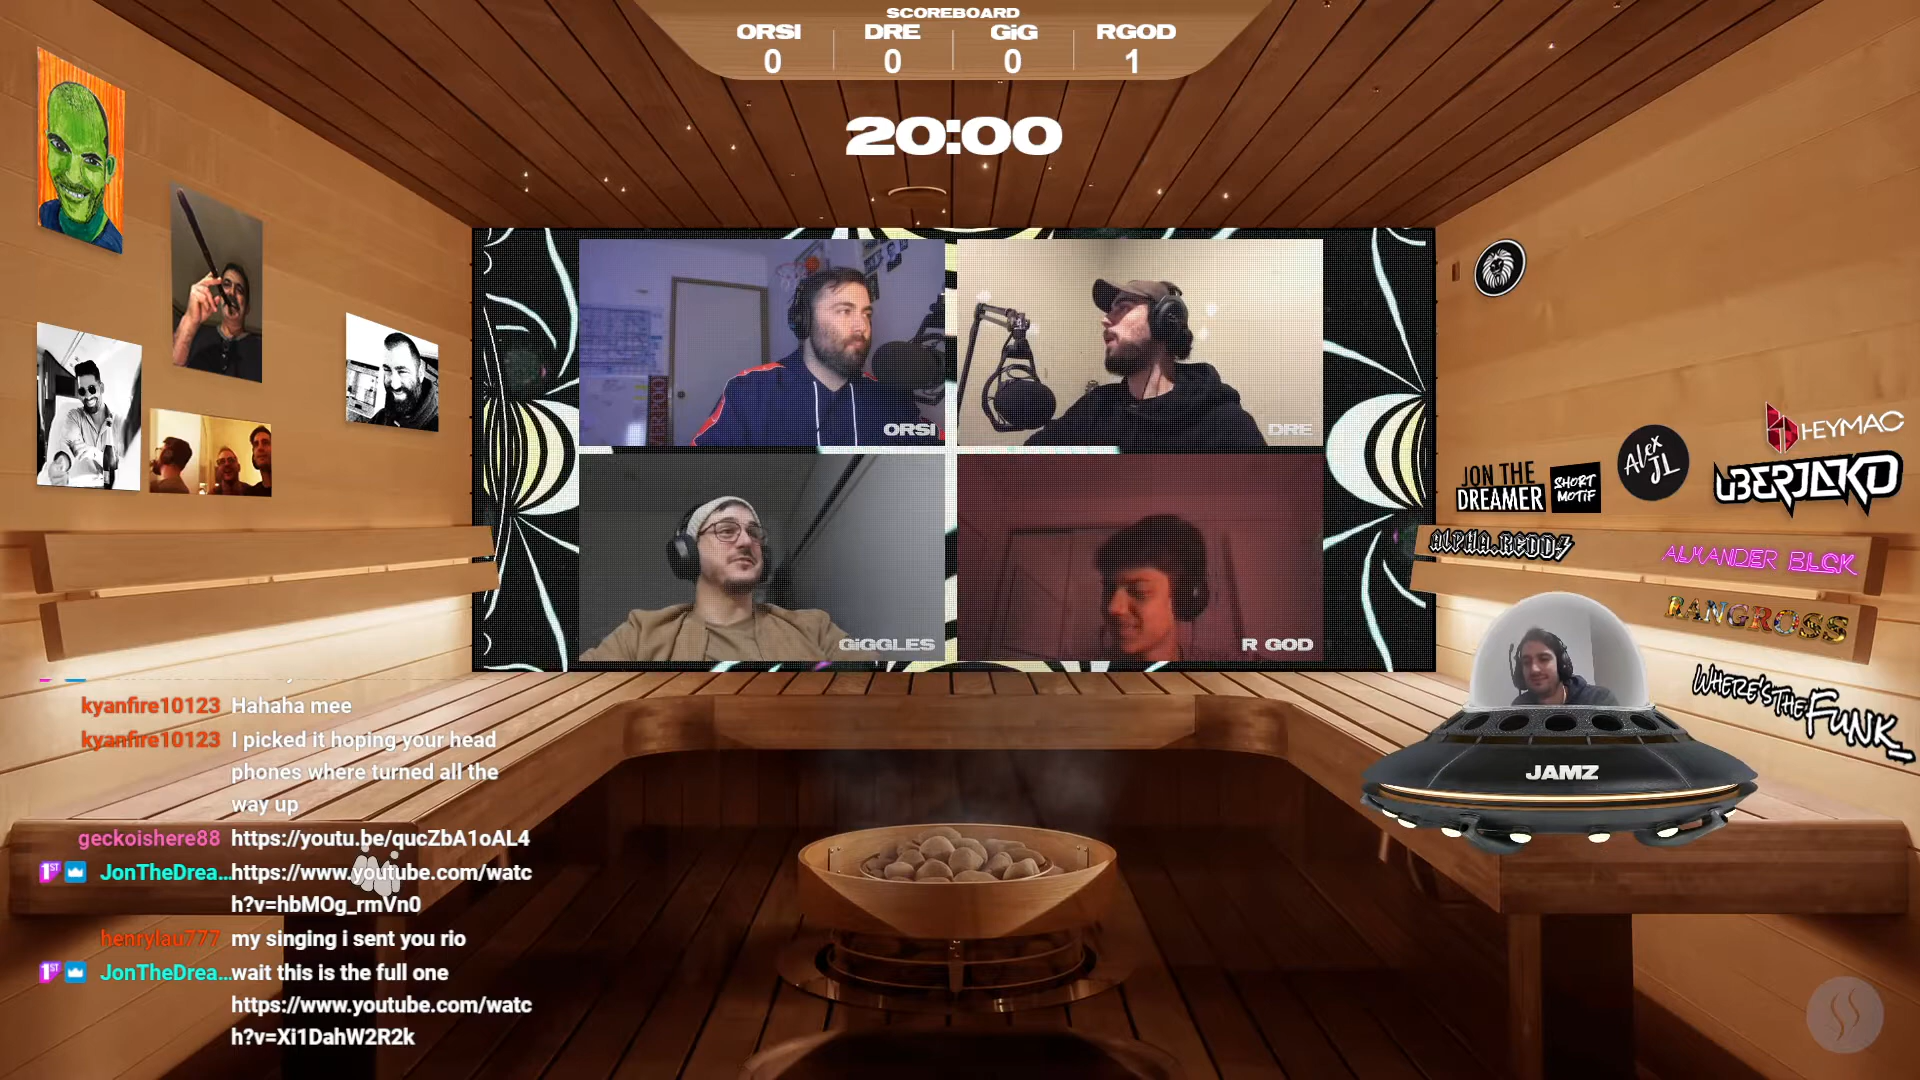 SCOREBOARD
ORSI DRE GiG RGOD
0 0 0 1
20:00
ORSI
DRE
GiGGLES
R GOD
HEYMAC
Alex JL
JON THE DREAMER
SHORT MOTIF
UBERJAKD
ALPHA.REDD
RANGROSS
WHERE'S THE FUNK_
JAMZ
kyanfire10123 Hahaha mee
kyanfire10123 I picked it hoping your head
phones where turned all the
way up
geckoishere88 https://youtu.be/qucZbA1oAL4
1ST JonTheDrea... https://www.youtube.com/watc
h?v=hbMOg_rmVn0
henrylau777 my singing i sent you rio
1ST JonTheDrea... wait this is the full one
https://www.youtube.com/watc
h?v=Xi1DahW2R2k